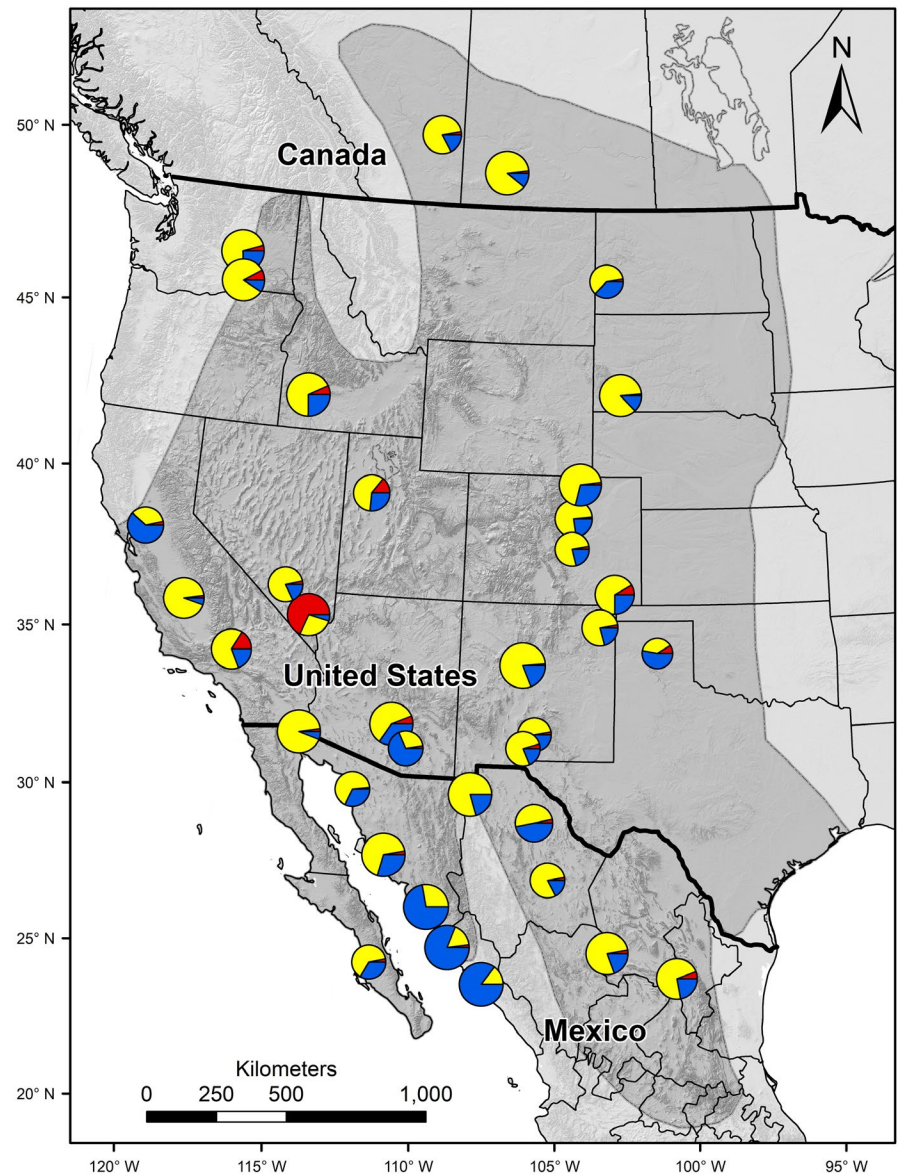 N
50° N
Canada
45° N
40° N
35° N
United States
30° N
25° N
Mexico
Kilometers
0 250 500 1,000
20° N
120° W 115° W 110° W 105° W 100° W 95° W